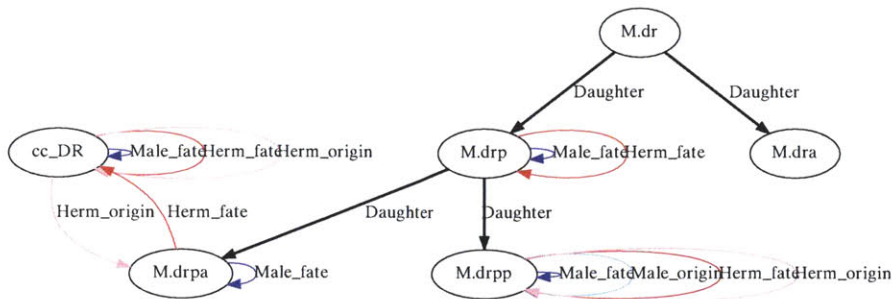 M.dr
Daughter
Daughter
cc_DR
Male_fate
Herm_fate
Herm_origin
M.drp
Male_fate
Herm_fate
M.dra
Herm_origin
Herm_fate
Daughter
Daughter
M.drpa
Male_fate
M.drpp
Male_fate
Male_origin
Herm_fate
Herm_origin